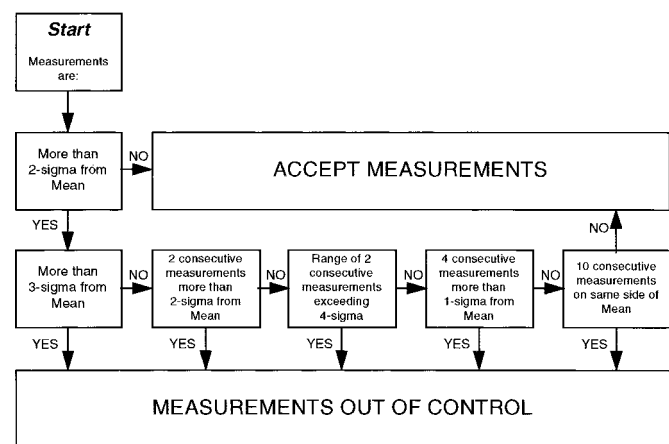 Start
Measurements
are:
More than
2-sigma from
Mean
NO
ACCEPT MEASUREMENTS
YES
NO
More than
3-sigma from
Mean
NO
2 consecutive
measurements
more than
2-sigma from
Mean
NO
Range of 2
consecutive
measurements
exceeding
4-sigma
NO
4 consecutive
measurements
more than
1-sigma from
Mean
NO
10 consecutive
measurements
on same side of
Mean
YES
YES
YES
YES
YES
MEASUREMENTS OUT OF CONTROL